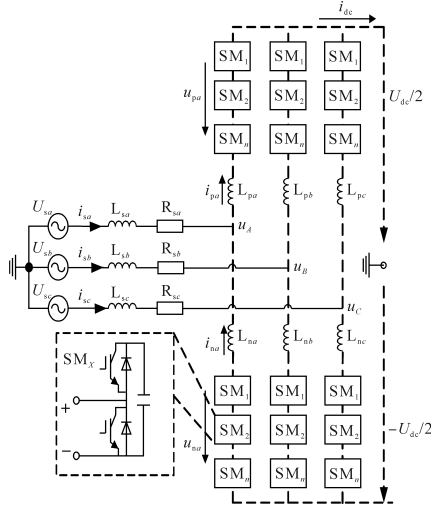 i_dc
SM_1 SM_1 SM_1
u_pa SM_2 SM_2 SM_2 U_dc/2
SM_n SM_n SM_n
i_pa L_pa L_pb L_pc
U_sa i_sa L_sa R_sa u_A
U_sb i_sb L_sb R_sb u_B
U_sc i_sc L_sc R_sc u_C
i_na L_na L_nb L_nc
SM_X
SM_1 SM_1 SM_1
+ SM_2 SM_2 SM_2 −U_dc/2
− u_na
SM_n SM_n SM_n